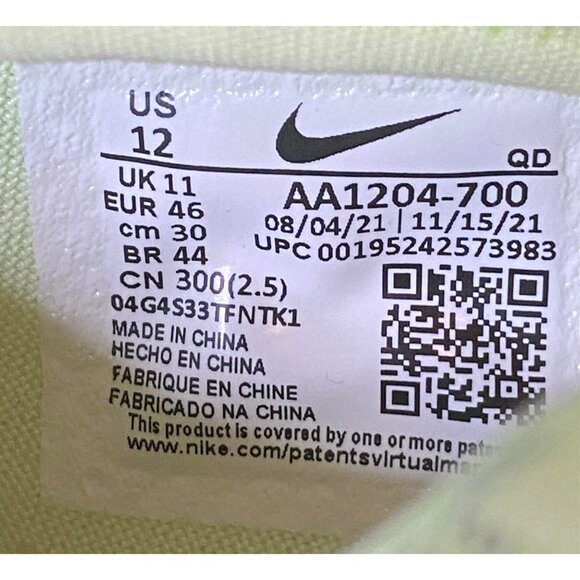 US
12
QD
UK 11
EUR 46
cm 30
BR 44
CN 300(2.5)
AA1204-700
08/04/21 | 11/15/21
UPC 00195242573983
04G4S33TFNTK1
MADE IN CHINA
HECHO EN CHINA
FABRIQUE EN CHINE
FABRICADO NA CHINA
This product is covered by one or more
www.nike.com/patentsvirtualma